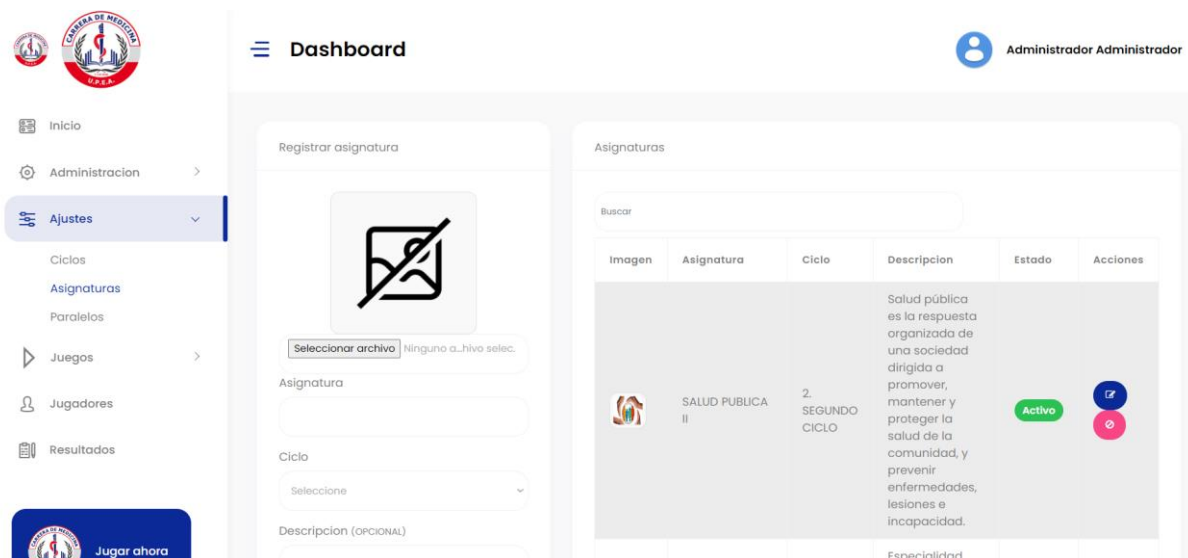 CARRERA DE MEDICINA
U.P.E.A.
Dashboard
Administrador Administrador
Inicio
Administracion
Ajustes
Ciclos
Asignaturas
Paralelos
Juegos
Jugadores
Resultados
Jugar ahora
Registrar asignatura
Seleccionar archivo Ninguno a...hivo selec.
Asignatura
Ciclo
Seleccione
Descripcion (OPCIONAL)
Asignaturas
Buscar
Imagen Asignatura Ciclo Descripcion Estado Acciones
SALUD PUBLICA
II
2.
SEGUNDO
CICLO
Salud pública
es la respuesta
organizada de
una sociedad
dirigida a
promover,
mantener y
proteger la
salud de la
comunidad, y
prevenir
enfermedades,
lesiones e
incapacidad.
Activo
Especialidad